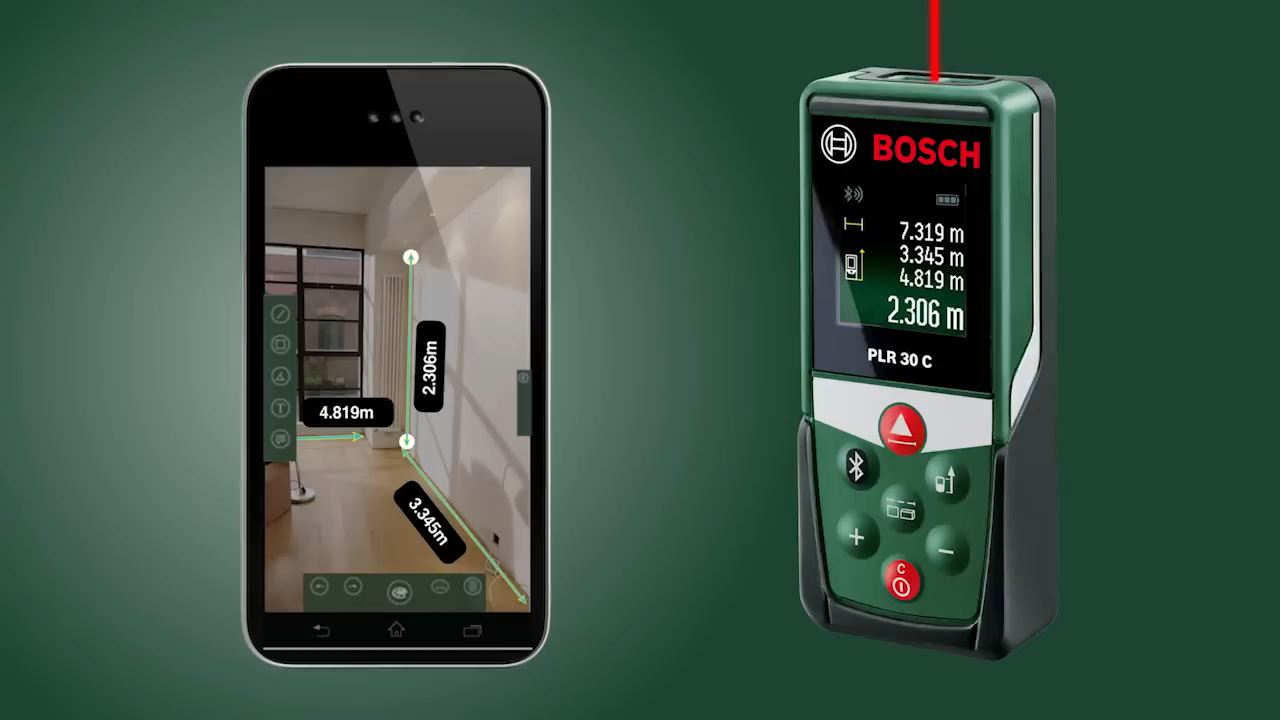 2.306m
4.819m
3.345m
BOSCH
7.319 m
3.345 m
4.819 m
2.306 m
PLR 30 C
+
−
C
T